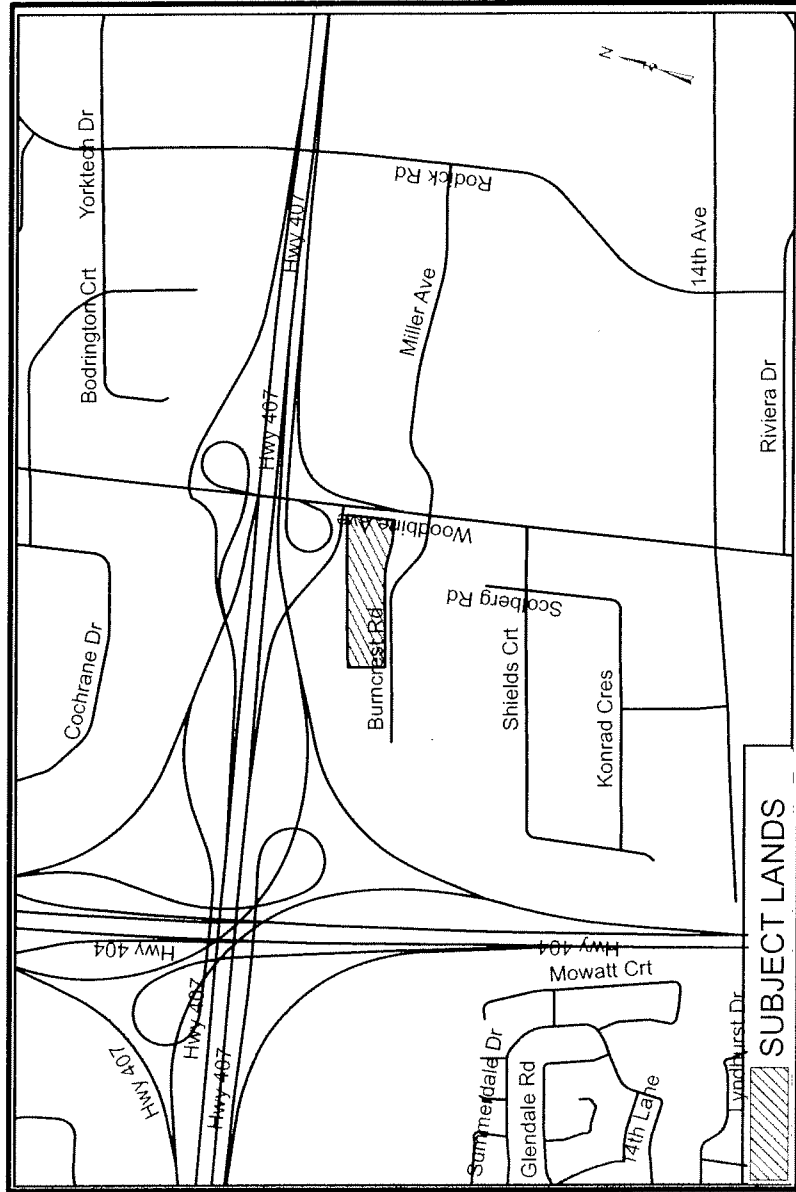 N
Yorktech Dr
Bodrington Crt
Hwy 407
Rodick Rd
Miller Ave
14th Ave
Hwy 407
Riviera Dr
Woodbine Ave
Cochrane Dr
Burncrest Rd
Scolberg Rd
Shields Crt
Konrad Cres
Hwy 404
Hwy 404
Hwy 407
Hwy 407
Hwy 407
Mowatt Crt
Summerdale Dr
Glendale Rd
14th Lane
Lyndhurst Dr
SUBJECT LANDS